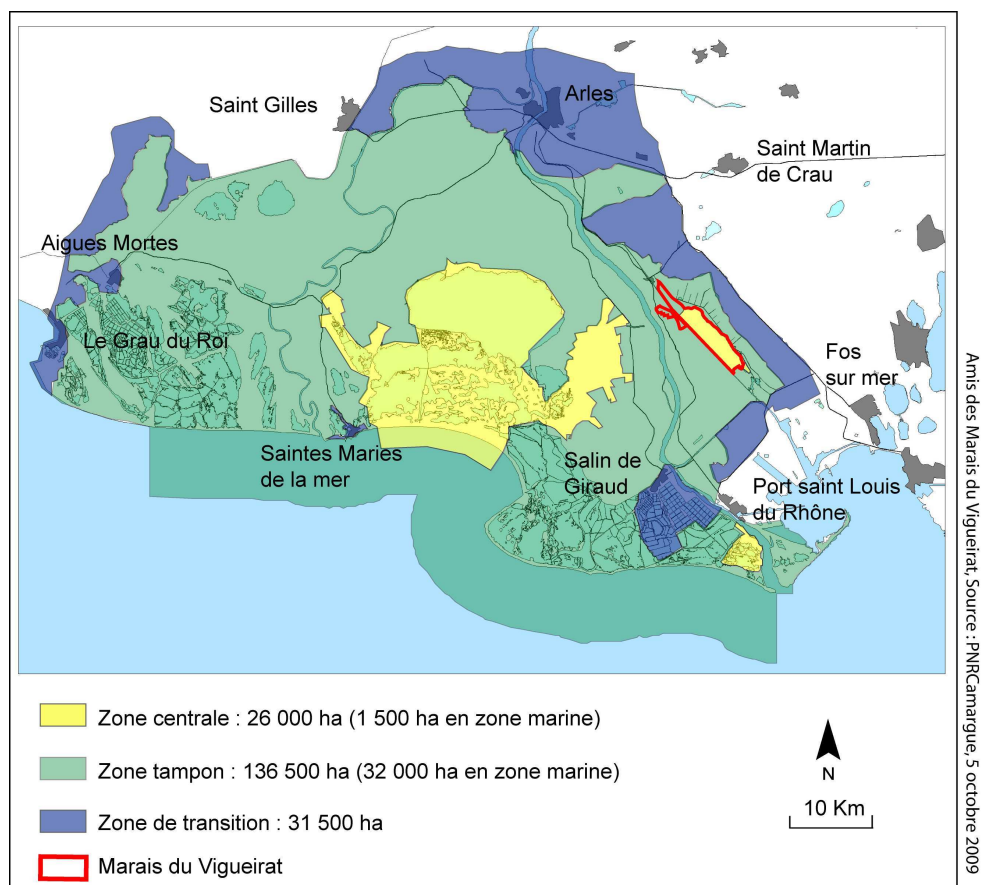 Saint Gilles
Arles
Saint Martin
de Crau
Aigues Mortes
Le Grau du Roi
Fos
sur mer
Saintes Maries
de la mer
Salin de
Giraud
Port saint Louis
du Rhône
Zone centrale : 26 000 ha (1 500 ha en zone marine)
Zone tampon : 136 500 ha (32 000 ha en zone marine)
Zone de transition : 31 500 ha
Marais du Vigueirat
N
10 Km
Amis des Marais du Vigueirat, Source : PNRCamargue, 5 octobre 2009